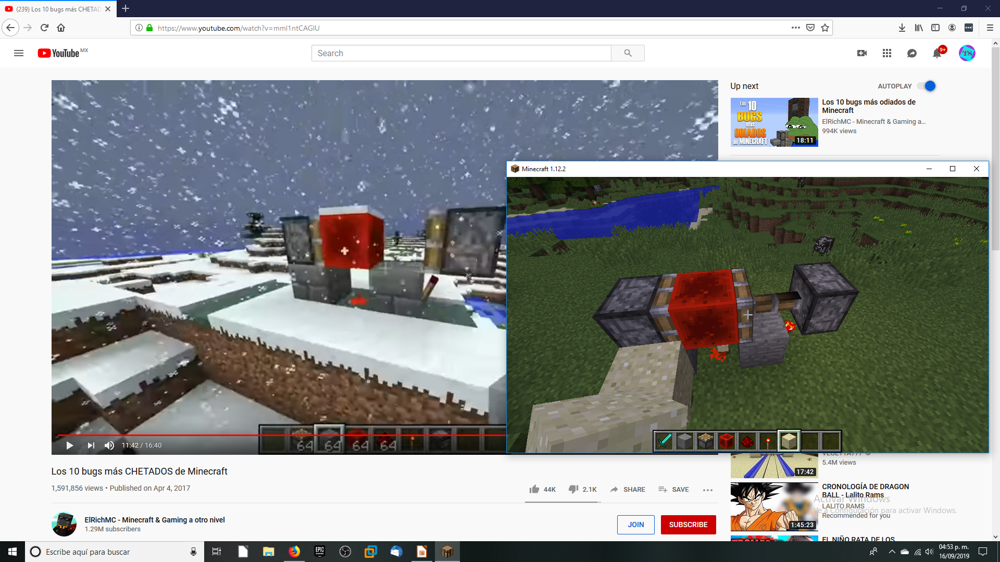 (239) Los 10 bugs más CHETAD
https://www.youtube.com/watch?v=mmI1ntCAGlU
YouTube MX
Search
9+
TS
Up next
AUTOPLAY
Los 10 BUGS más ODIADOS de MINECRAFT
18:11
Los 10 bugs más odiados de
Minecraft
ElRichMC - Minecraft & Gaming a...
994K views
Minecraft 1.12.2
64 64 64 64
11:42 / 16:40
Los 10 bugs más CHETADOS de Minecraft
1,591,856 views • Published on Apr 4, 2017
44K
2.1K
SHARE
SAVE
ElRichMC - Minecraft & Gaming a otro nivel
1.29M subscribers
JOIN
SUBSCRIBE
VEGETTA777
5.4M views
17:42
CRONOLOGÍA DE DRAGON
BALL - Lalito Rams
LALITO RAMS
Recommended for you
1:45:23
Activar Windows
Ve a Configuración para activar Windows.
EL NIÑO RATA DE LOS
Escribe aquí para buscar
EPIC GAMES
04:53 p. m.
16/09/2019